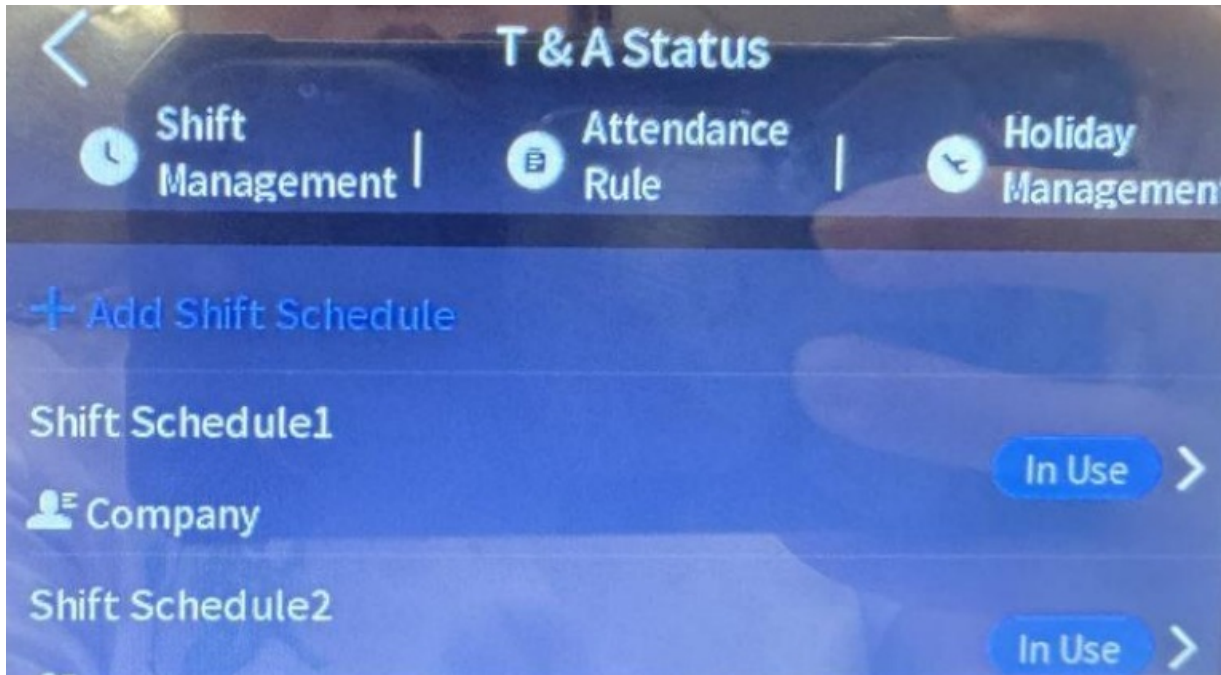 T & A Status
Shift
Management
Attendance
Rule
Holiday
Managemen
+ Add Shift Schedule
Shift Schedule1
In Use
Company
Shift Schedule2
In Use